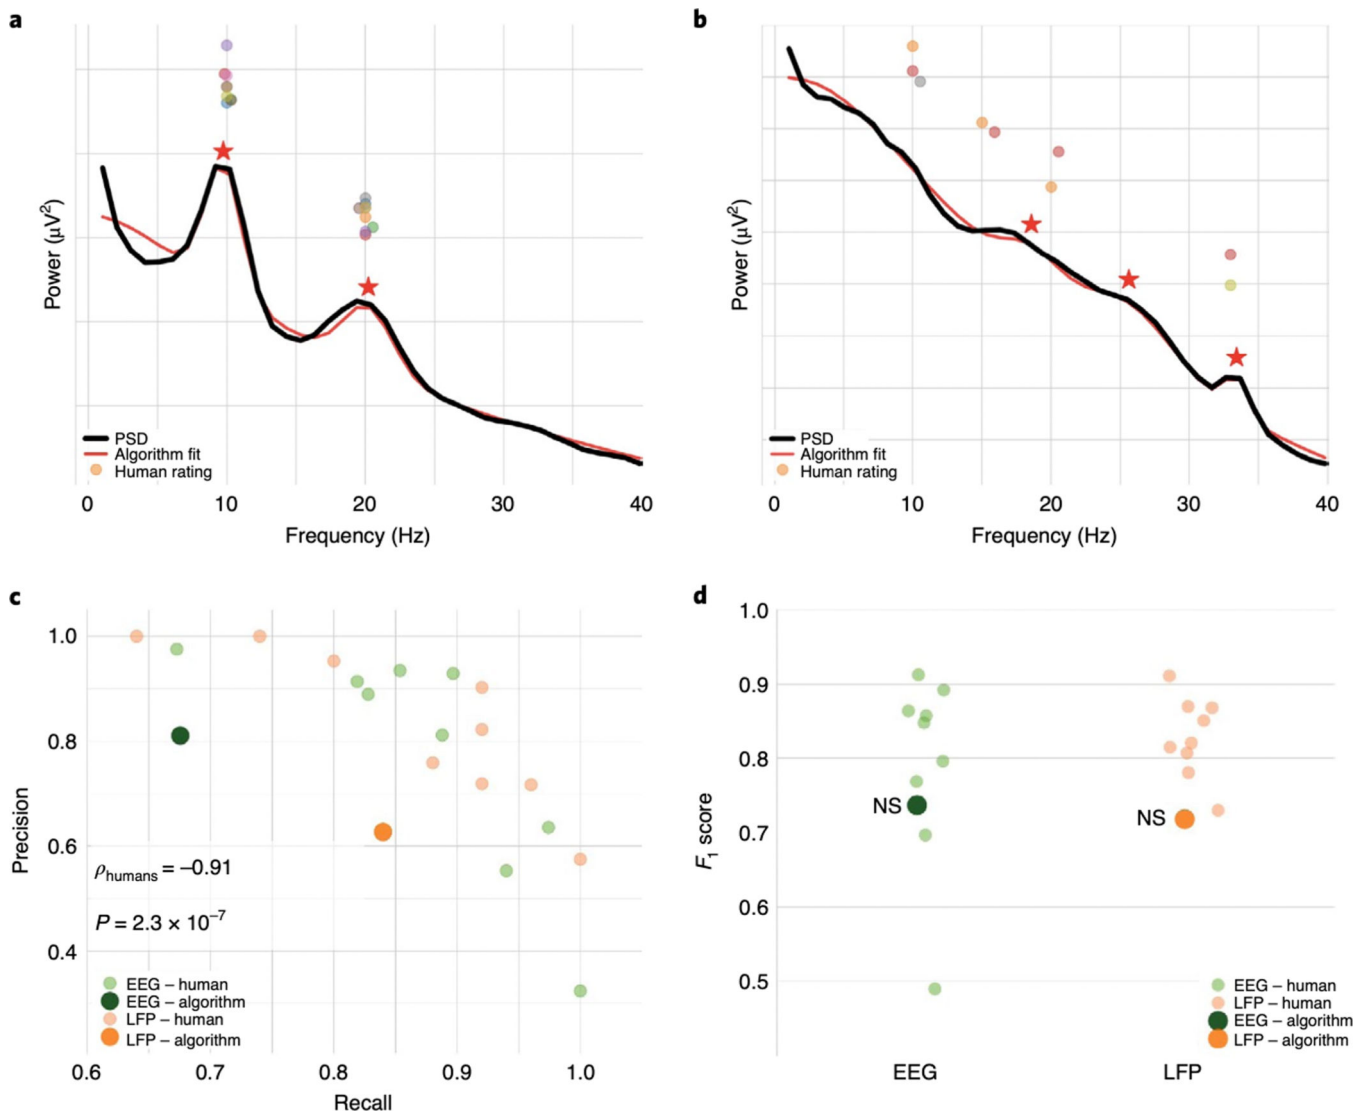 a
Power (μV²)
PSD
Algorithm fit
Human rating
0 10 20 30 40
Frequency (Hz)
b
Power (μV²)
PSD
Algorithm fit
Human rating
0 10 20 30 40
Frequency (Hz)
c
Precision
1.0
0.8
0.6
0.4
ρhumans = –0.91
P = 2.3 × 10⁻⁷
EEG – human
EEG – algorithm
LFP – human
LFP – algorithm
0.6 0.7 0.8 0.9 1.0
Recall
d
F₁ score
1.0
0.9
0.8
0.7
0.6
0.5
NS
NS
EEG – human
LFP – human
EEG – algorithm
LFP – algorithm
EEG LFP